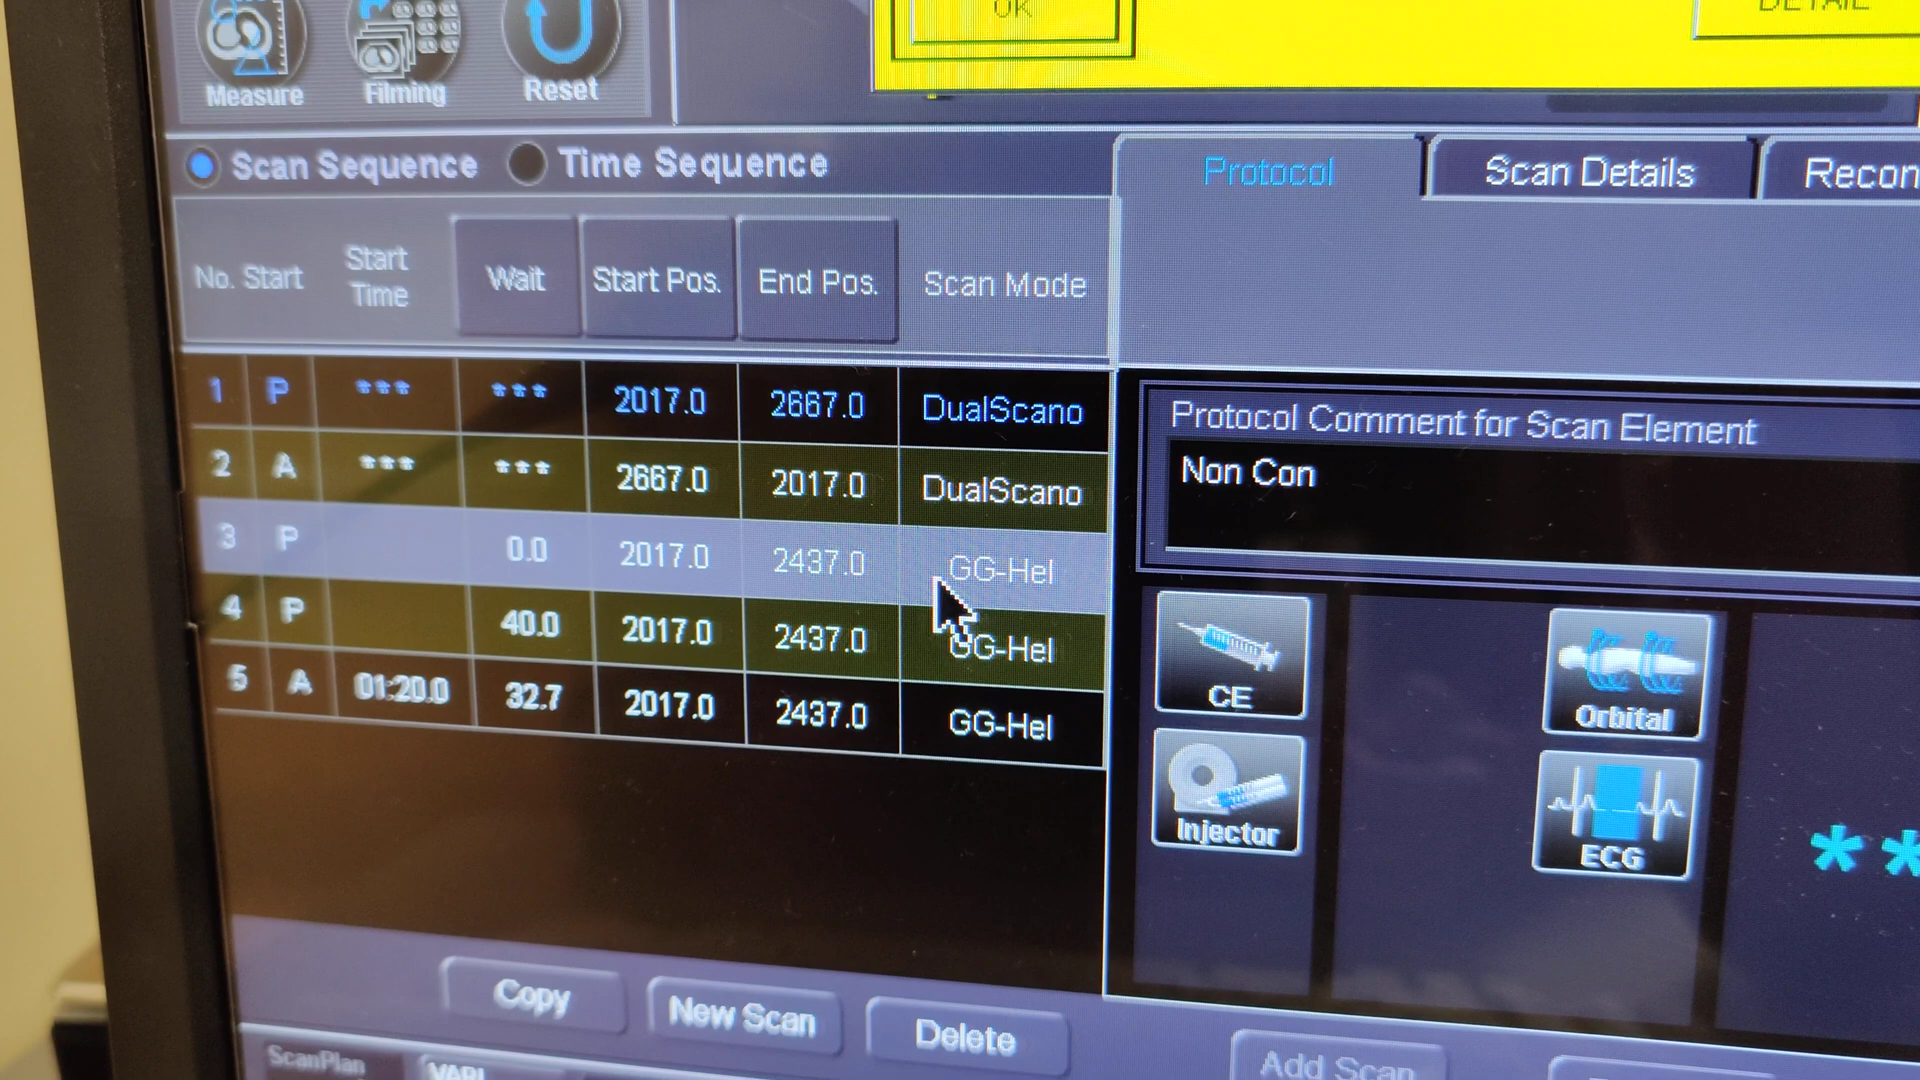 OK
DETAIL
Measure
Filming
Reset
Scan Sequence
Time Sequence
Protocol
Scan Details
Recon
No. Start
Start
Time
Wait
Start Pos.
End Pos.
Scan Mode
1 P *** *** 2017.0 2667.0 DualScano
2 A *** *** 2667.0 2017.0 DualScano
3 P 0.0 2017.0 2437.0 GG-Hel
4 P 40.0 2017.0 2437.0 GG-Hel
5 A 01:20.0 32.7 2017.0 2437.0 GG-Hel
Protocol Comment for Scan Element
Non Con
CE
Orbital
Injector
ECG
**
Copy
New Scan
Delete
Add Scan
ScanPlan
VARI